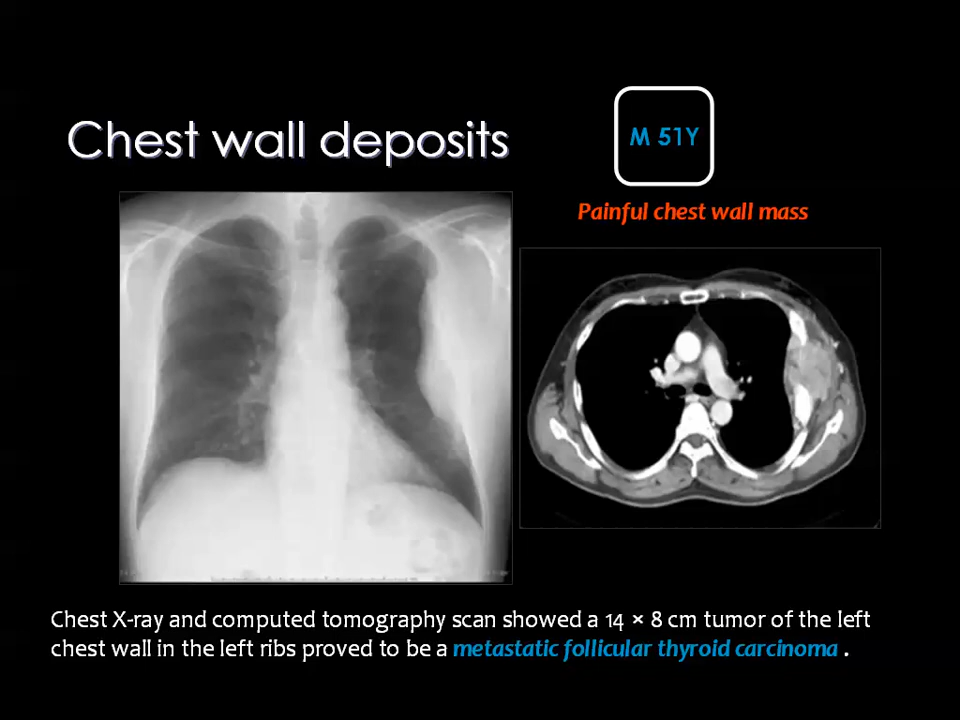 Chest wall deposits
M 51Y
Painful chest wall mass
Chest X-ray and computed tomography scan showed a 14 × 8 cm tumor of the left
chest wall in the left ribs proved to be a metastatic follicular thyroid carcinoma .